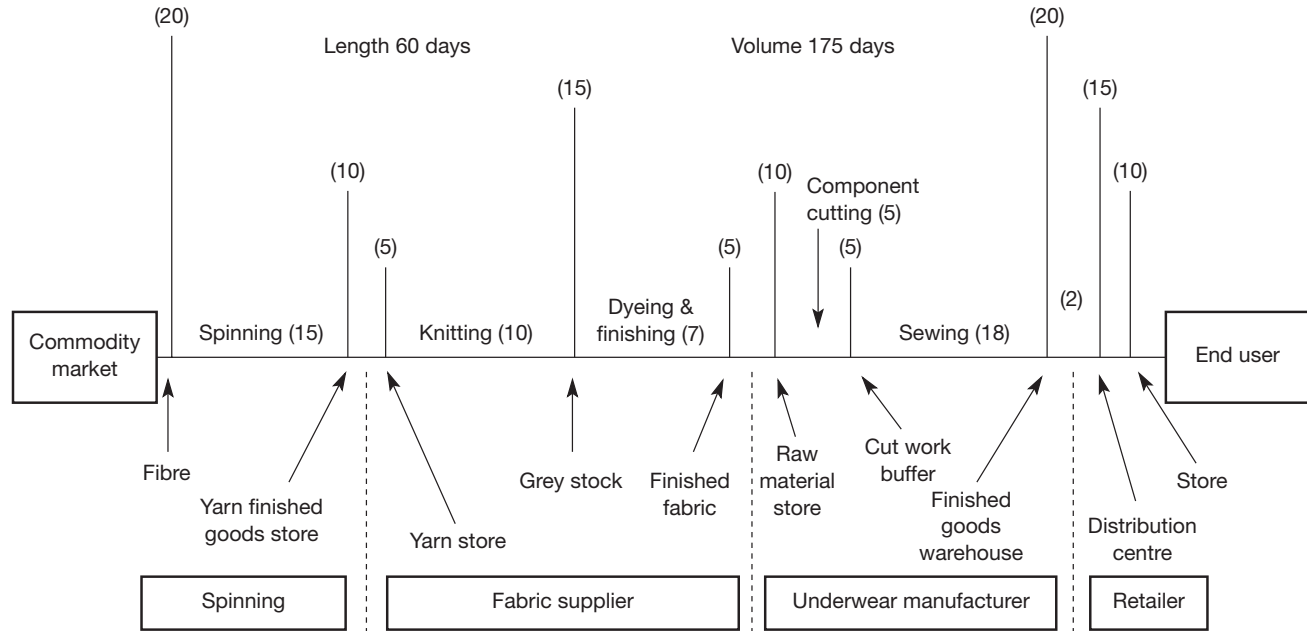 (20)
(20)
Length 60 days
Volume 175 days
(15)
(15)
(10)
(10)
Component
cutting (5)
(10)
(5)
(5)
(5)
(2)
Commodity
market
Spinning (15)
Knitting (10)
Dyeing &
finishing (7)
Sewing (18)
End user
Fibre
Yarn finished
goods store
Yarn store
Grey stock
Finished
fabric
Raw
material
store
Cut work
buffer
Finished
goods
warehouse
Distribution
centre
Store
Spinning
Fabric supplier
Underwear manufacturer
Retailer